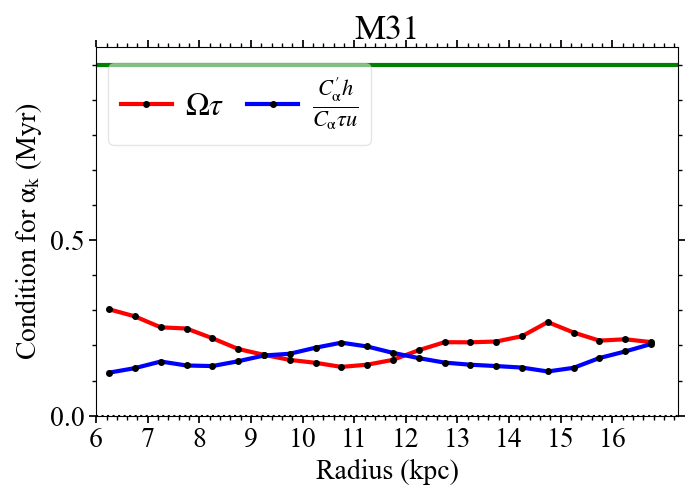 M31
Ωτ
C′αh
Cατu
Condition for αk (Myr)
0.5
0.0
6 7 8 9 10 11 12 13 14 15 16
Radius (kpc)